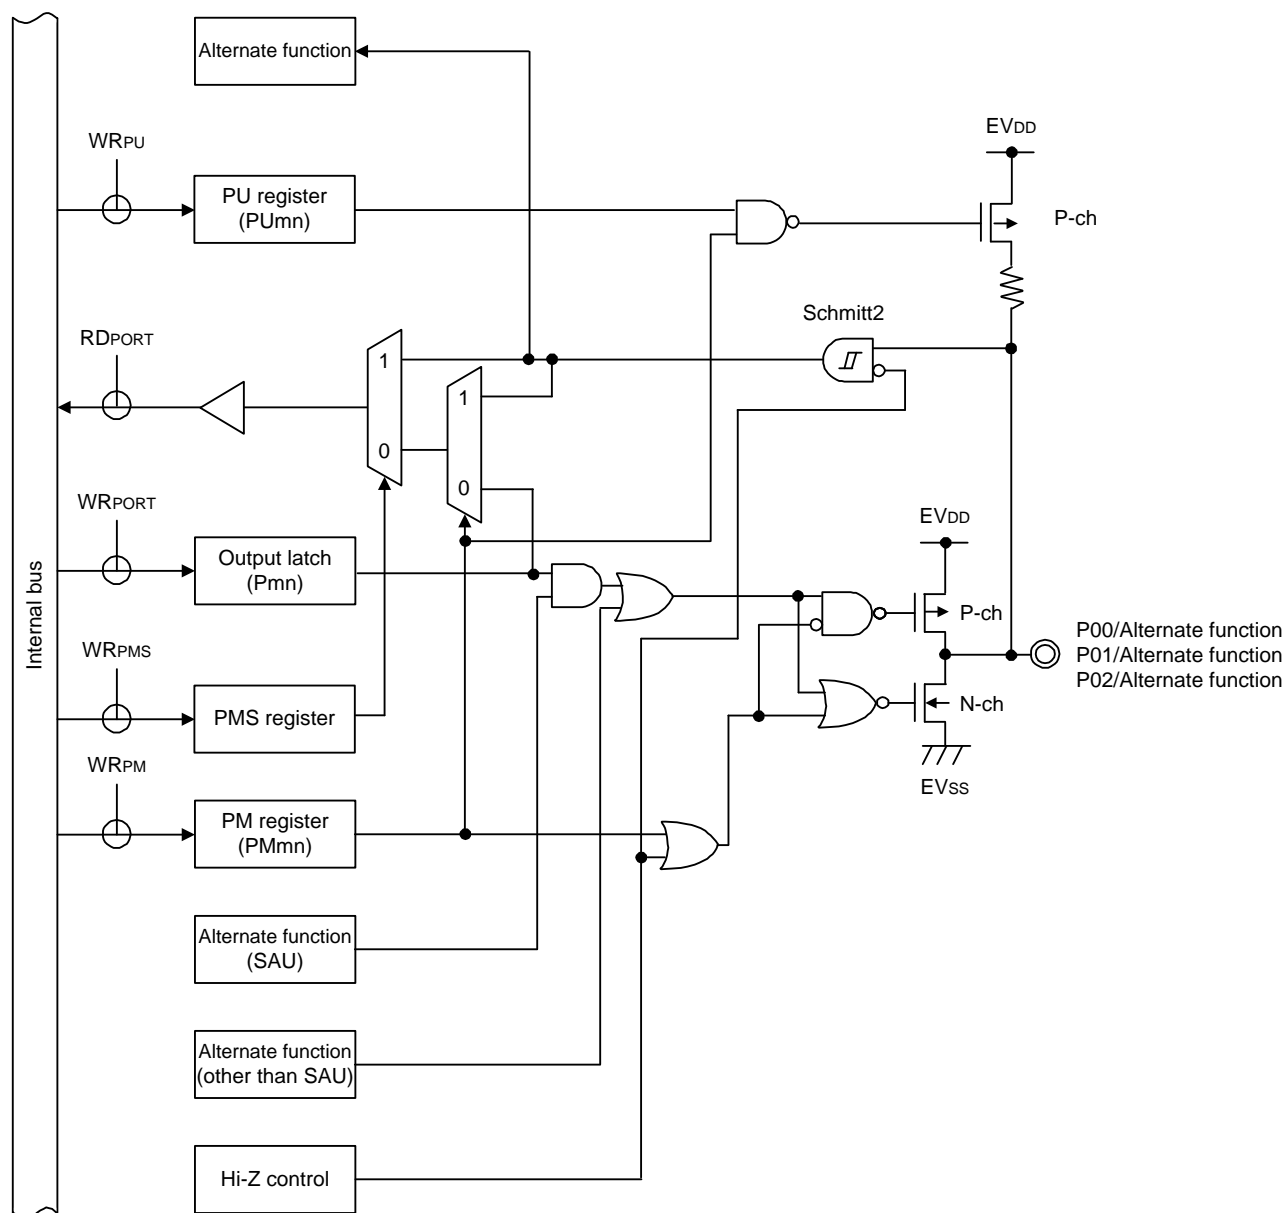 Alternate function
WRPU
PU register
(PUmn)
EVDD
P-ch
Schmitt2
RDPORT
1
0
1
0
WRPORT
Output latch
(Pmn)
EVDD
P-ch
N-ch
EVSS
P00/Alternate function
P01/Alternate function
P02/Alternate function
Internal bus
WRPMS
PMS register
WRPM
PM register
(PMmn)
Alternate function
(SAU)
Alternate function
(other than SAU)
Hi-Z control